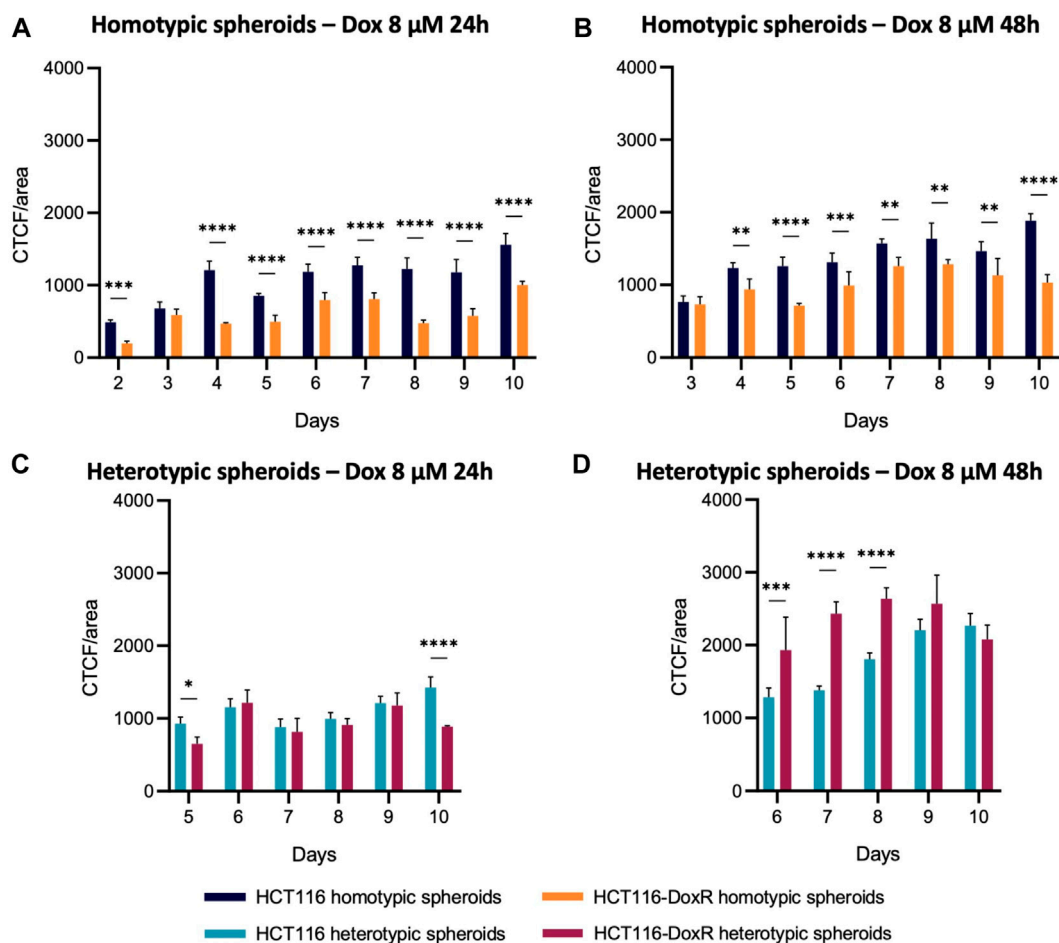 A Homotypic spheroids – Dox 8 µM 24h
4000
3000
2000
1000
0
CTCF/area
*** **** **** **** **** **** **** ****
2 3 4 5 6 7 8 9 10
Days
B Homotypic spheroids – Dox 8 µM 48h
4000
3000
2000
1000
0
CTCF/area
** **** *** ** ** ** ****
3 4 5 6 7 8 9 10
Days
C Heterotypic spheroids – Dox 8 µM 24h
4000
3000
2000
1000
0
CTCF/area
* ****
5 6 7 8 9 10
Days
D Heterotypic spheroids – Dox 8 µM 48h
4000
3000
2000
1000
0
CTCF/area
*** **** ****
6 7 8 9 10
Days
HCT116 homotypic spheroids
HCT116-DoxR homotypic spheroids
HCT116 heterotypic spheroids
HCT116-DoxR heterotypic spheroids